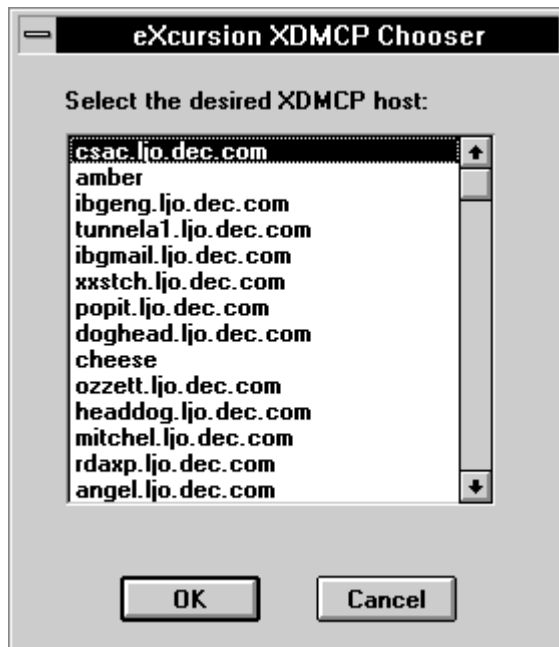 eXcursion XDMCP Chooser
Select the desired XDMCP host:
csac.ljo.dec.com
amber
ibgeng.ljo.dec.com
tunnela1.ljo.dec.com
ibgmail.ljo.dec.com
xxstch.ljo.dec.com
popit.ljo.dec.com
doghead.ljo.dec.com
cheese
ozzett.ljo.dec.com
headdog.ljo.dec.com
mitchel.ljo.dec.com
rdaxp.ljo.dec.com
angel.ljo.dec.com
OK Cancel